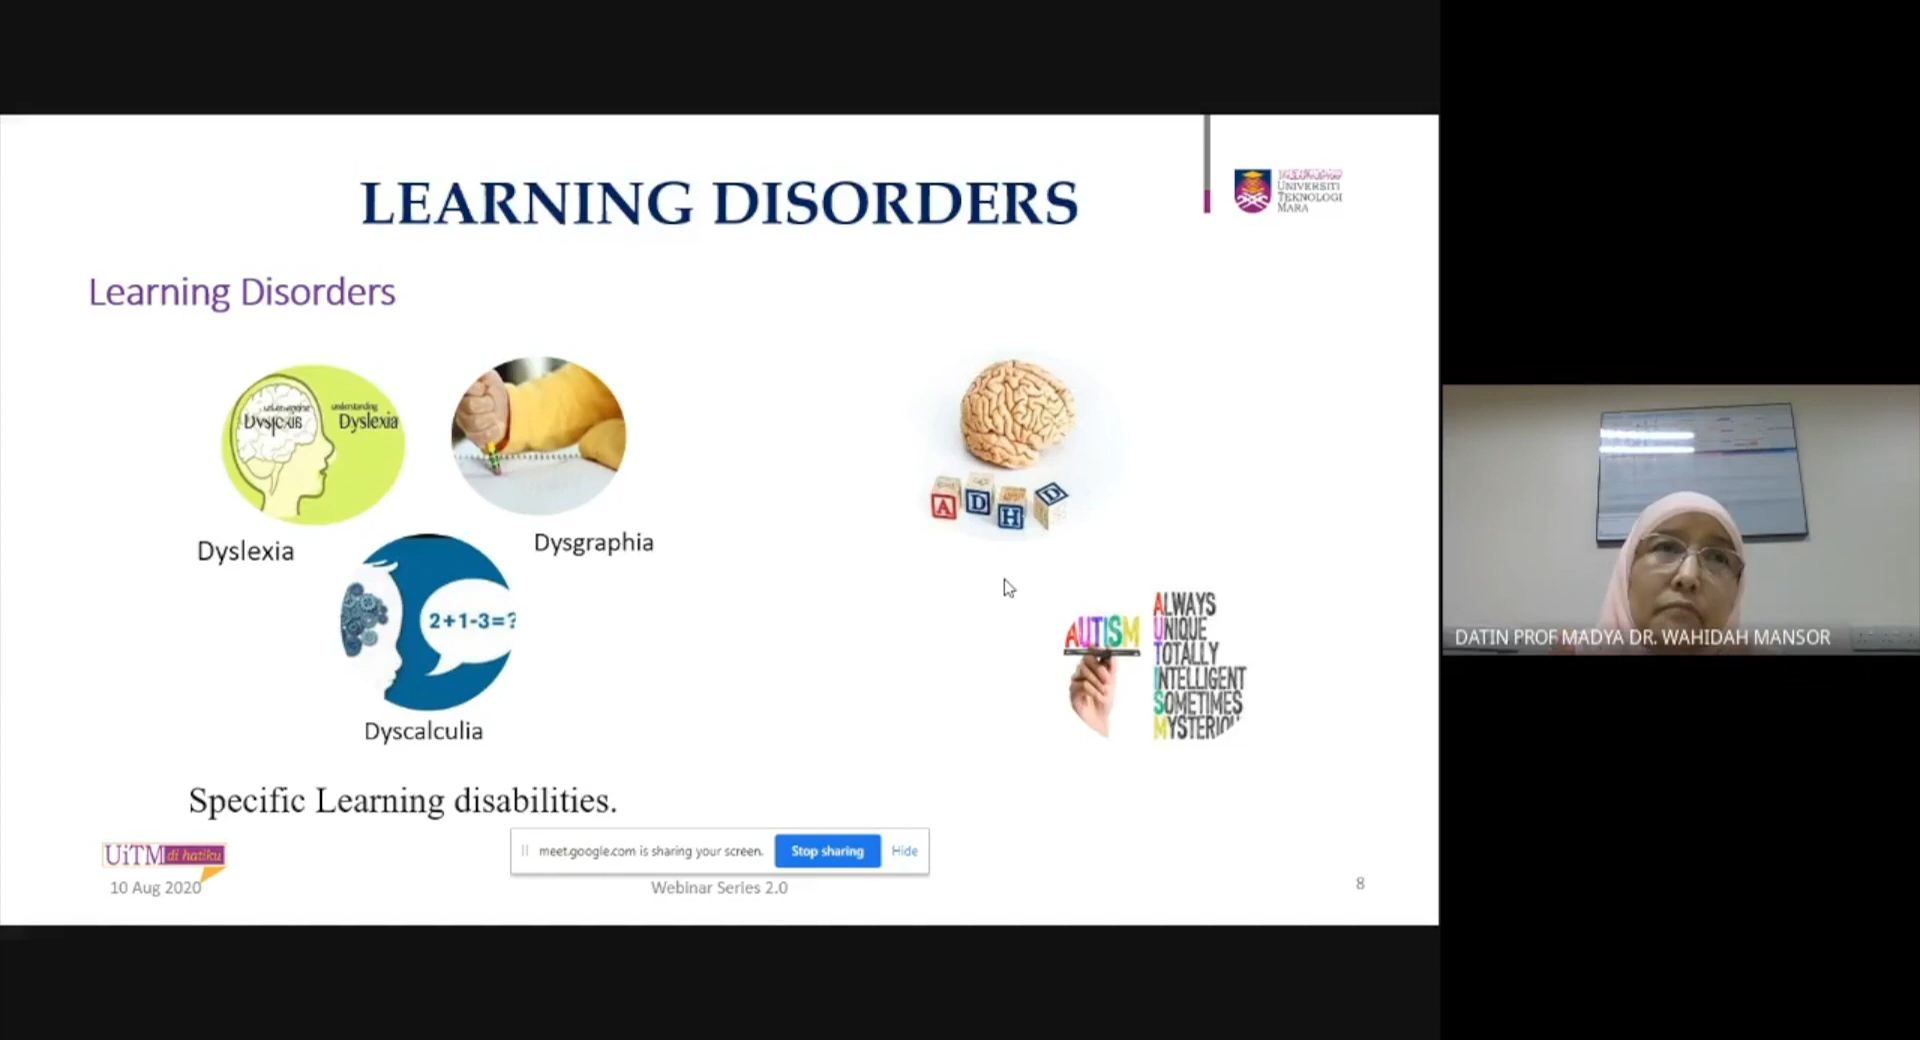 LEARNING DISORDERS
UNIVERSITI
TEKNOLOGI
MARA
Learning Disorders
understanding
Dyslexia
Dyslexia
Dysgraphia
2+1-3=?
Dyscalculia
A D H D
AUTISM
ALWAYS
UNIQUE
TOTALLY
INTELLIGENT
SOMETIMES
MYSTERIOU
Specific Learning disabilities.
UiTM di hatiku
10 Aug 2020
meet.google.com is sharing your screen.
Stop sharing
Hide
Webinar Series 2.0
8
DATIN PROF MADYA DR. WAHIDAH MANSOR